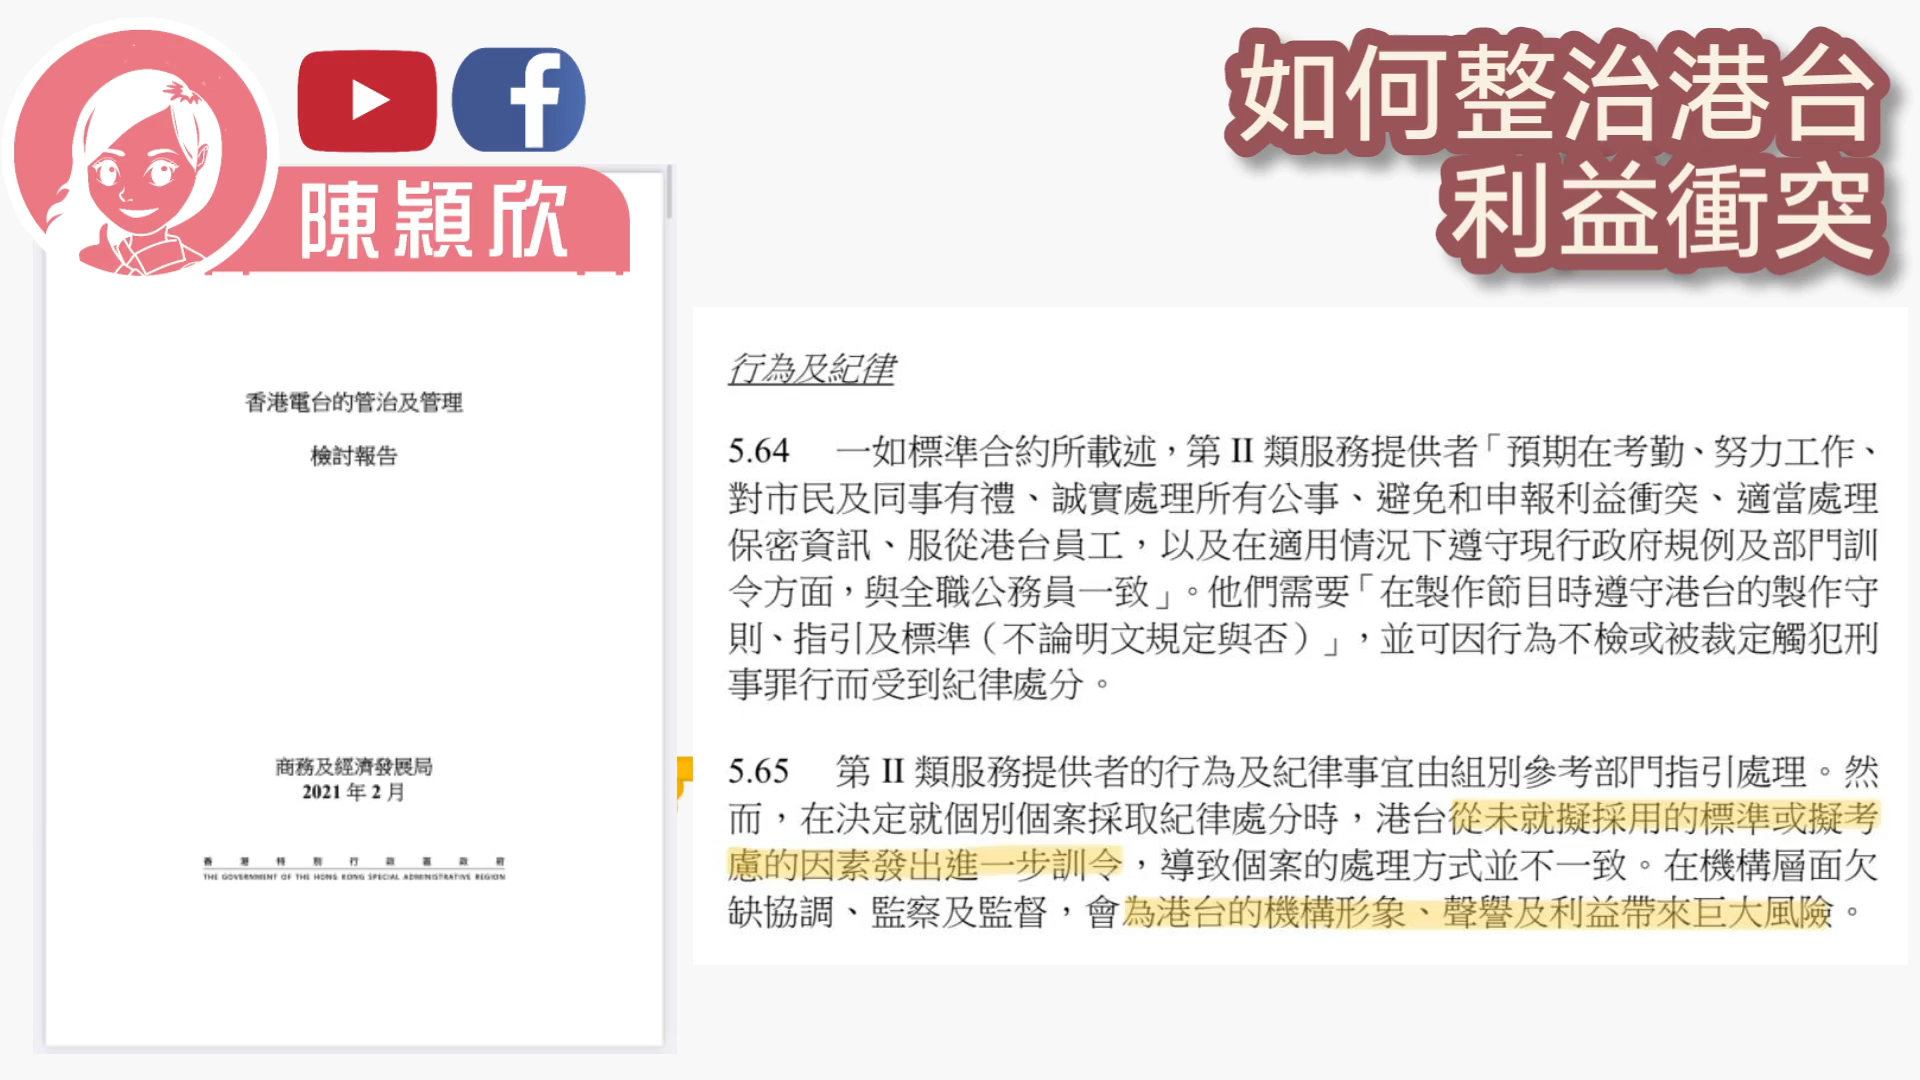 如何整治港台
利益衝突
陳穎欣
香港電台的管治及管理
檢討報告
商務及經濟發展局
2021 年 2 月
香港特別行政區政府
THE GOVERNMENT OF THE HONG KONG SPECIAL ADMINISTRATIVE REGION
行為及紀律
5.64 一如標準合約所載述，第 II 類服務提供者「預期在考勤、努力工作、
對市民及同事有禮、誠實處理所有公事、避免和申報利益衝突、適當處理
保密資訊、服從港台員工，以及在適用情況下遵守現行政府規例及部門訓
令方面，與全職公務員一致」。他們需要「在製作節目時遵守港台的製作守
則、指引及標準（不論明文規定與否）」，並可因行為不檢或被裁定觸犯刑
事罪行而受到紀律處分。
5.65 第 II 類服務提供者的行為及紀律事宜由組別參考部門指引處理。然
而，在決定就個別個案採取紀律處分時，港台從未就擬採用的標準或擬考
慮的因素發出進一步訓令，導致個案的處理方式並不一致。在機構層面欠
缺協調、監察及監督，會為港台的機構形象、聲譽及利益帶來巨大風險。